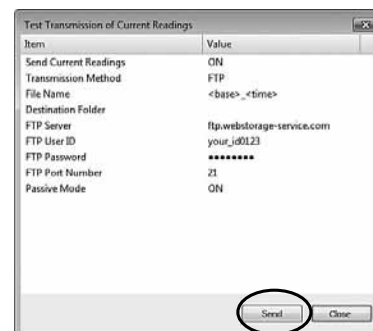 Test Transmission of Current Readings
Item Value
Send Current Readings ON
Transmission Method FTP
File Name <base>_<time>
Destination Folder
FTP Server ftp.webstorage-service.com
FTP User ID your_id0123
FTP Password ●●●●●●●●
FTP Port Number 21
Passive Mode ON
Send Close